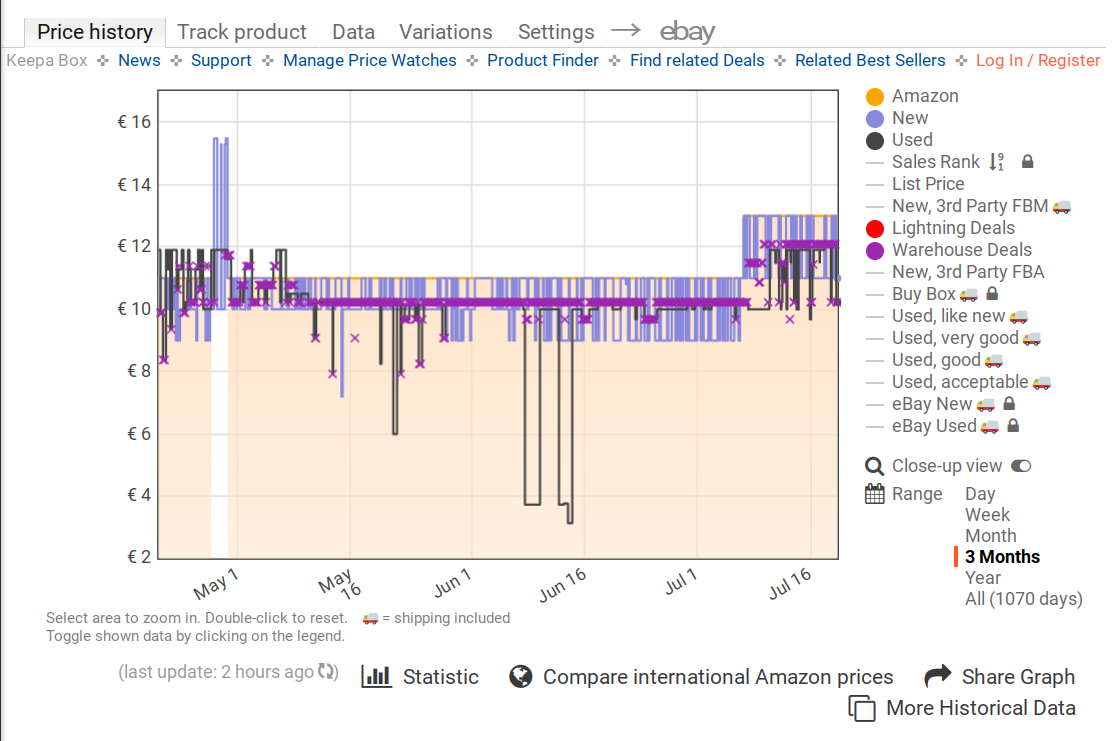 Price history Track product Data Variations Settings → ebay
Keepa Box ✤ News ✤ Support ✤ Manage Price Watches ✤ Product Finder ✤ Find related Deals ✤ Related Best Sellers ✤ Log In / Register
€ 16
€ 14
€ 12
€ 10
€ 8
€ 6
€ 4
€ 2
May 1
May
16
Jun 1
Jun 16
Jul 1
Jul 16
Amazon
New
Used
Sales Rank
List Price
New, 3rd Party FBM
Lightning Deals
Warehouse Deals
New, 3rd Party FBA
Buy Box
Used, like new
Used, very good
Used, good
Used, acceptable
eBay New
eBay Used
Close-up view
Range
Day
Week
Month
3 Months
Year
All (1070 days)
Select area to zoom in. Double-click to reset. = shipping included
Toggle shown data by clicking on the legend.
(last update: 2 hours ago) Statistic Compare international Amazon prices Share Graph
More Historical Data